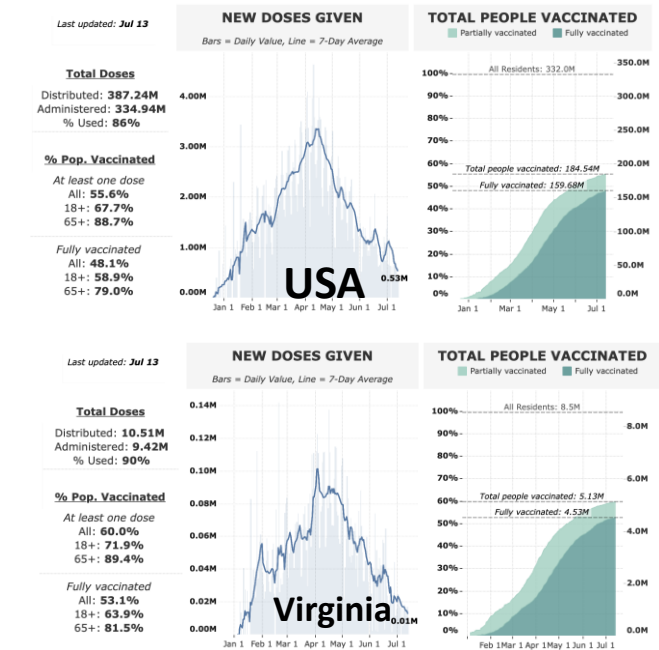 Last updated: Jul 13
Total Doses
Distributed: 387.24M
Administered: 334.94M
% Used: 86%
% Pop. Vaccinated
At least one dose
All: 55.6%
18+: 67.7%
65+: 88.7%
Fully vaccinated
All: 48.1%
18+: 58.9%
65+: 79.0%
NEW DOSES GIVEN
Bars = Daily Value, Line = 7-Day Average
4.00M
3.00M
2.00M
1.00M
0.00M
0.53M
USA
Jan 1 Feb 1 Mar 1 Apr 1 May 1 Jun 1 Jul 1
TOTAL PEOPLE VACCINATED
Partially vaccinated Fully vaccinated
All Residents: 332.0M
Total people vaccinated: 184.54M
Fully vaccinated: 159.68M
100%
90%
80%
70%
60%
50%
40%
30%
20%
10%
0%
350.0M
300.0M
250.0M
200.0M
150.0M
100.0M
50.0M
0.0M
Jan 1 Mar 1 May 1 Jul 1
Last updated: Jul 13
Total Doses
Distributed: 10.51M
Administered: 9.42M
% Used: 90%
% Pop. Vaccinated
At least one dose
All: 60.0%
18+: 71.9%
65+: 89.4%
Fully vaccinated
All: 53.1%
18+: 63.9%
65+: 81.5%
NEW DOSES GIVEN
Bars = Daily Value, Line = 7-Day Average
0.14M
0.12M
0.10M
0.08M
0.06M
0.04M
0.02M
0.00M
0.01M
Virginia
Jan 1 Feb 1 Mar 1 Apr 1 May 1 Jun 1 Jul 1
TOTAL PEOPLE VACCINATED
Partially vaccinated Fully vaccinated
All Residents: 8.5M
Total people vaccinated: 5.13M
Fully vaccinated: 4.53M
100%
90%
80%
70%
60%
50%
40%
30%
20%
10%
0%
8.0M
6.0M
4.0M
2.0M
0.0M
Feb 1 Mar 1 Apr 1 May 1 Jun 1 Jul 1